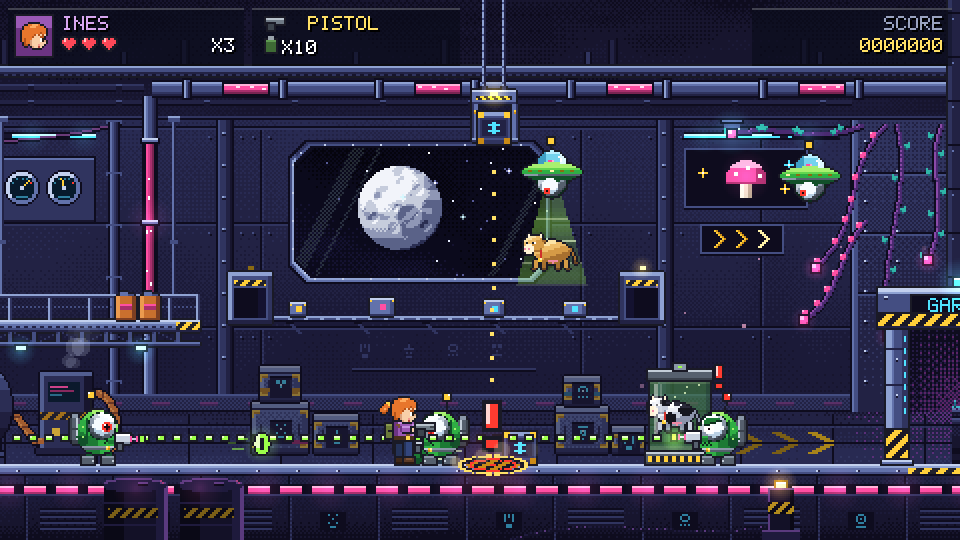 INES
X3
PISTOL
X10
SCORE
0000000
GAR